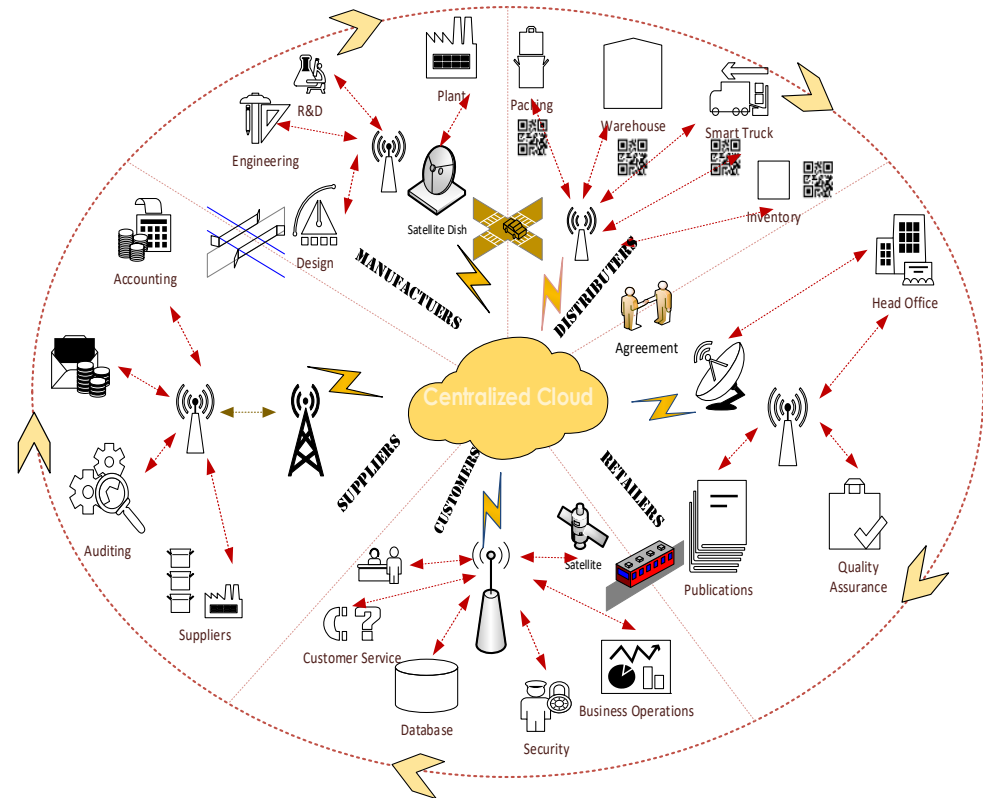 Plant
Packing
R&D
Warehouse
Smart Truck
Engineering
Inventory
Satellite Dish
Design
Accounting
MANUFACTUERS
DISTRIBUTERS
Head Office
Agreement
Centralized Cloud
SUPPLIERS
CUSTOMERS
RETAILERS
Auditing
Satellite
Quality
Assurance
Publications
Suppliers
Customer Service
Business Operations
Database
Security